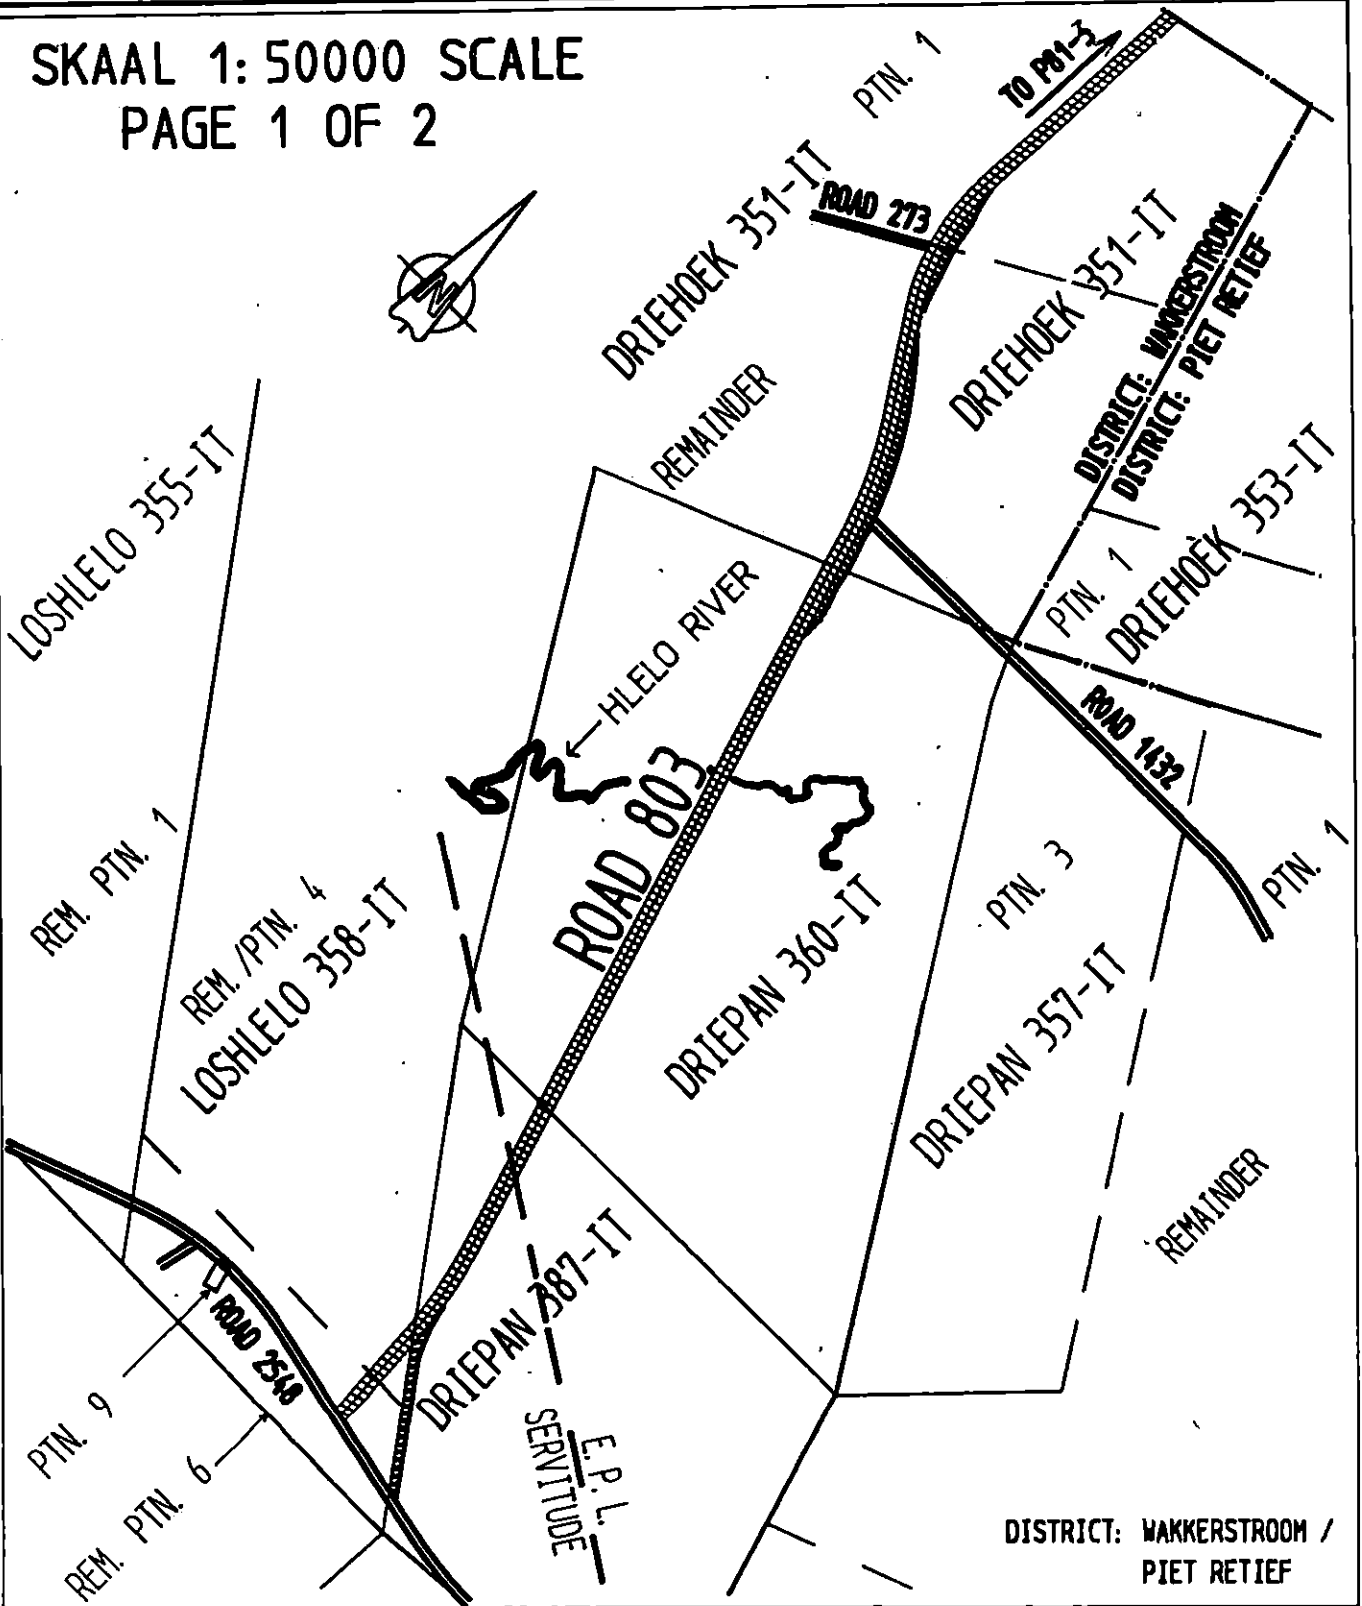 SKAAL 1: 50000 SCALE
PAGE 1 OF 2
PTN. 1
TO P81-3
DRIEHOEK 351-IT
ROAD 273
N
DRIEHOEK 351-IT
DISTRICT: WAKKERSTROOM
DISTRICT: PIET RETIEF
REMAINDER
LOSHLELO 355-IT
DRIEHOEK 353-IT
PTN. 1
HLELO RIVER
ROAD 1432
ROAD 803
REM. PTN. 1
REM./PTN. 4
LOSHLELO 358-IT
PTN. 3
PTN. 1
DRIEPAN 360-IT
DRIEPAN 357-IT
REMAINDER
DRIEPAN 387-IT
ROAD 2548
PTN. 9
REM. PTN. 6
E. P. L.
SERVITUDE
DISTRICT: WAKKERSTROOM /
PIET RETIEF